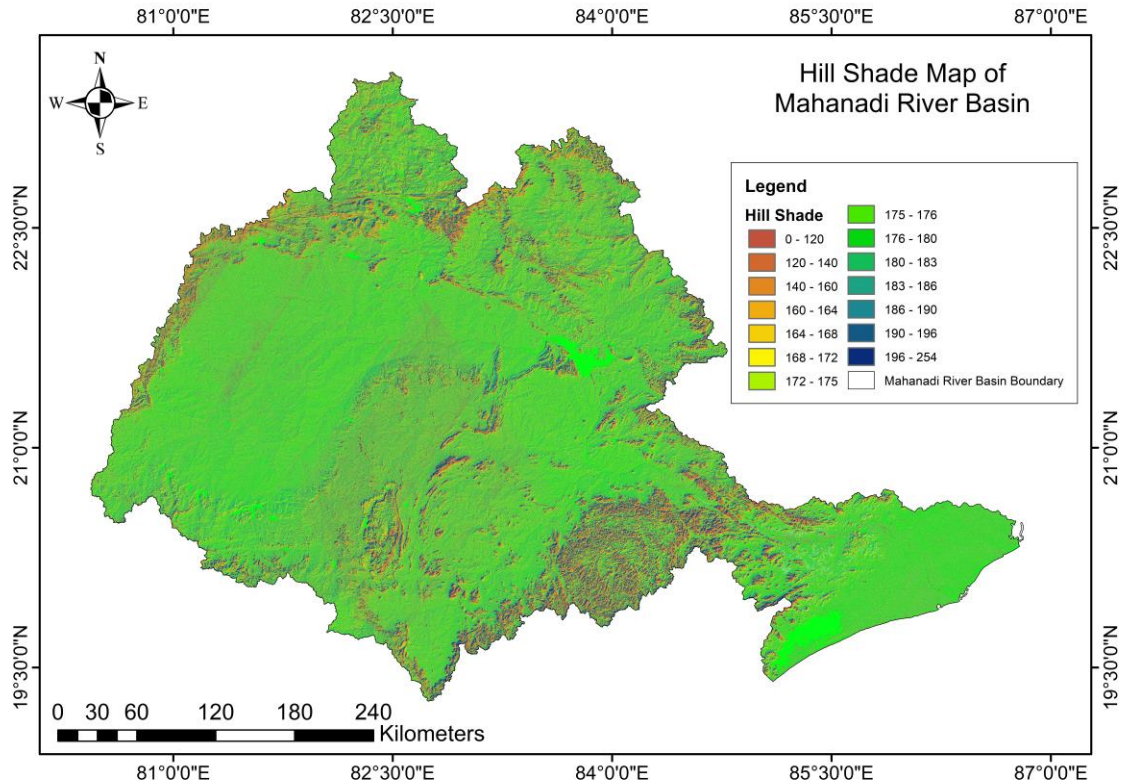 81°0'0"E 82°30'0"E 84°0'0"E 85°30'0"E 87°0'0"E
N
W E
S
Hill Shade Map of
Mahanadi River Basin
22°30'0"N
22°30'0"N
21°0'0"N
21°0'0"N
19°30'0"N
19°30'0"N
Legend
Hill Shade
0 - 120
120 - 140
140 - 160
160 - 164
164 - 168
168 - 172
172 - 175
175 - 176
176 - 180
180 - 183
183 - 186
186 - 190
190 - 196
196 - 254
Mahanadi River Basin Boundary
0 30 60 120 180 240
Kilometers
81°0'0"E 82°30'0"E 84°0'0"E 85°30'0"E 87°0'0"E